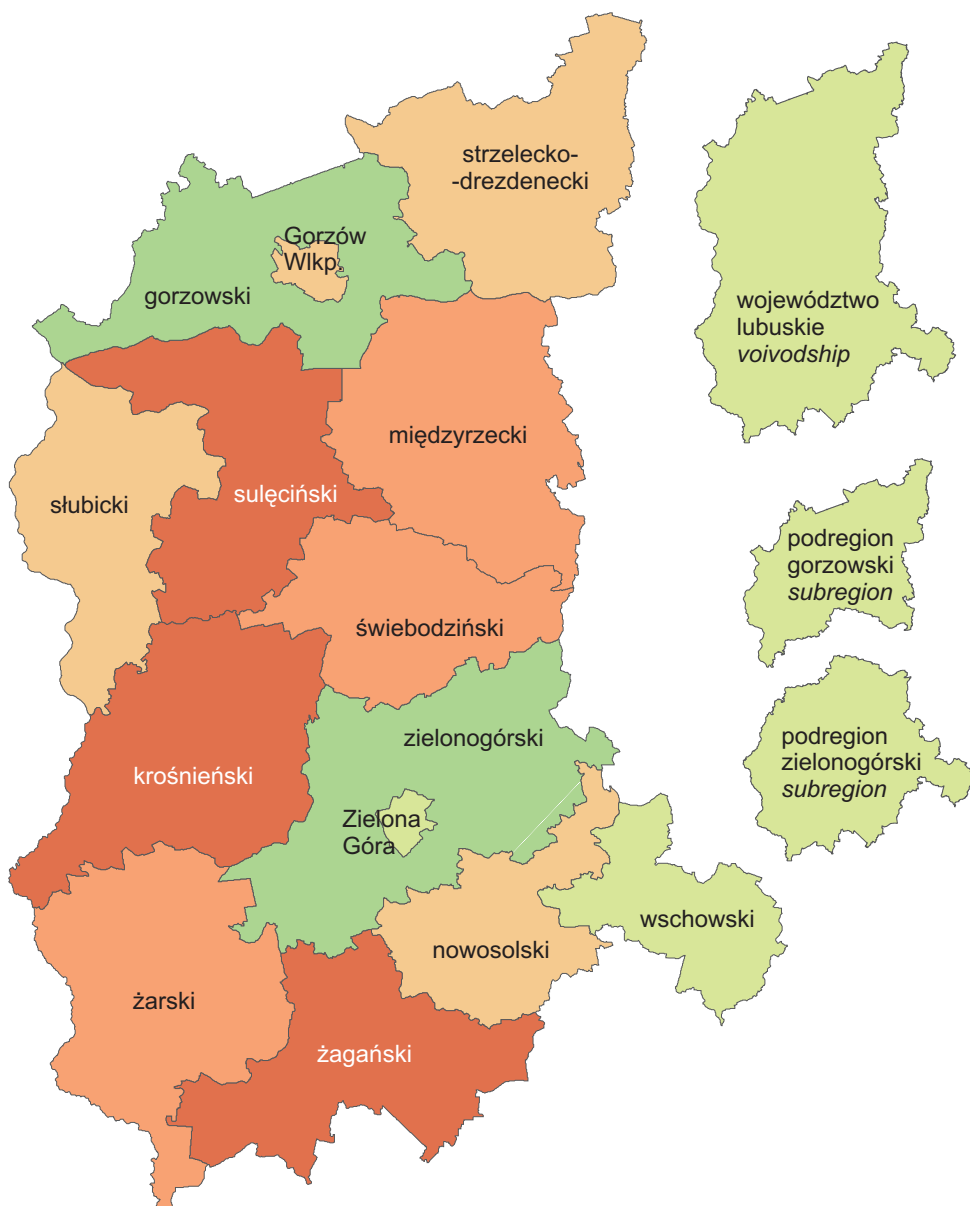 strzelecko-
-drezdenecki
Gorzów
Wlkp.
gorzowski
międzyrzecki
słubicki
sulęciński
świebodziński
zielonogórski
krośnieński
Zielona
Góra
wschowski
nowosolski
żarski
żagański
województwo
lubuskie
voivodship
podregion
gorzowski
subregion
podregion
zielonogórski
subregion